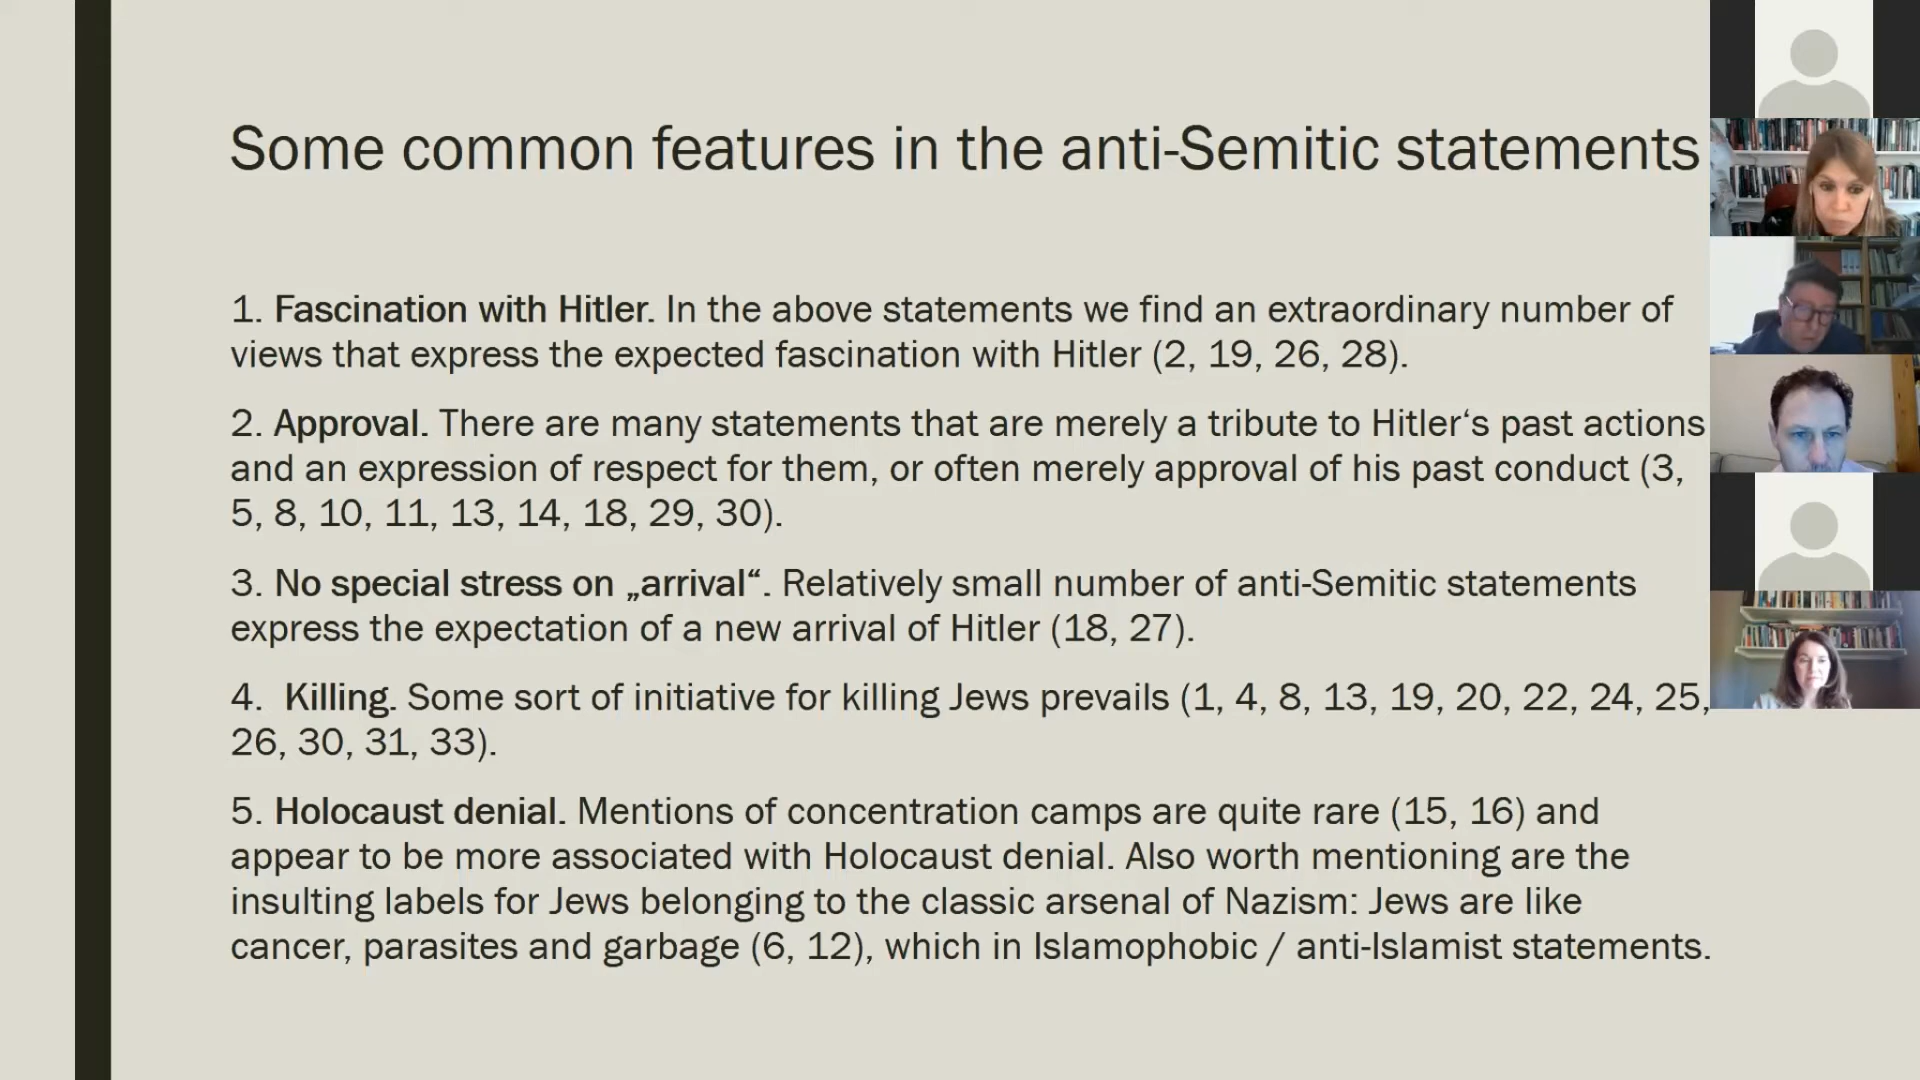 Some common features in the anti-Semitic statements
1. Fascination with Hitler. In the above statements we find an extraordinary number of
views that express the expected fascination with Hitler (2, 19, 26, 28).
2. Approval. There are many statements that are merely a tribute to Hitler‘s past actions
and an expression of respect for them, or often merely approval of his past conduct (3,
5, 8, 10, 11, 13, 14, 18, 29, 30).
3. No special stress on „arrival“. Relatively small number of anti-Semitic statements
express the expectation of a new arrival of Hitler (18, 27).
4. Killing. Some sort of initiative for killing Jews prevails (1, 4, 8, 13, 19, 20, 22, 24, 25,
26, 30, 31, 33).
5. Holocaust denial. Mentions of concentration camps are quite rare (15, 16) and
appear to be more associated with Holocaust denial. Also worth mentioning are the
insulting labels for Jews belonging to the classic arsenal of Nazism: Jews are like
cancer, parasites and garbage (6, 12), which in Islamophobic / anti-Islamist statements.